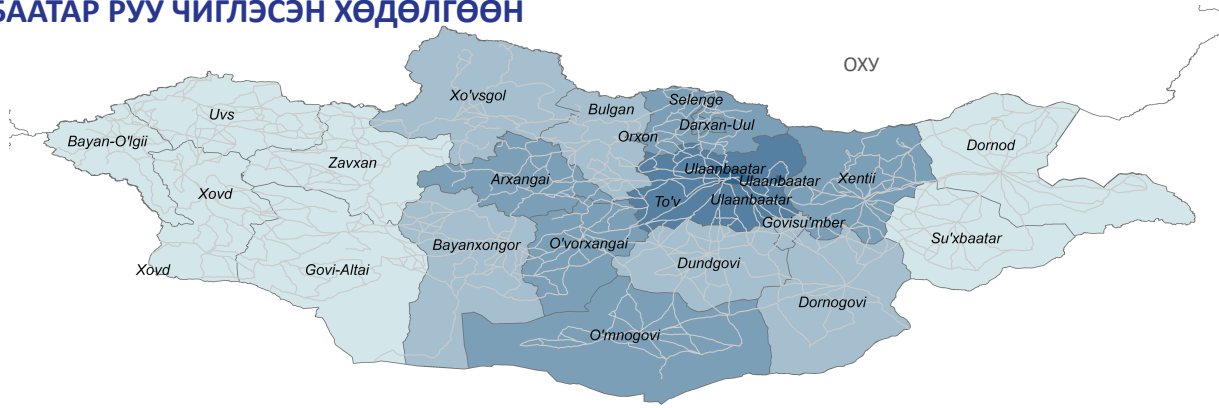 БААТАР РУУ ЧИГЛЭСЭН ХӨДӨЛГӨӨН
ОХУ
Xo'vsgol
Bulgan
Selenge
Uvs
Orxon
Darxan-Uul
Bayan-O'lgii
Dornod
Zavxan
Ulaanbaatar
Arxangai
Ulaanbaatar
Xentii
Xovd
To'v
Ulaanbaatar
Govisu'mber
Bayanxongor
O'vorxangai
Su'xbaatar
Xovd
Govi-Altai
Dundgovi
Dornogovi
O'mnogovi